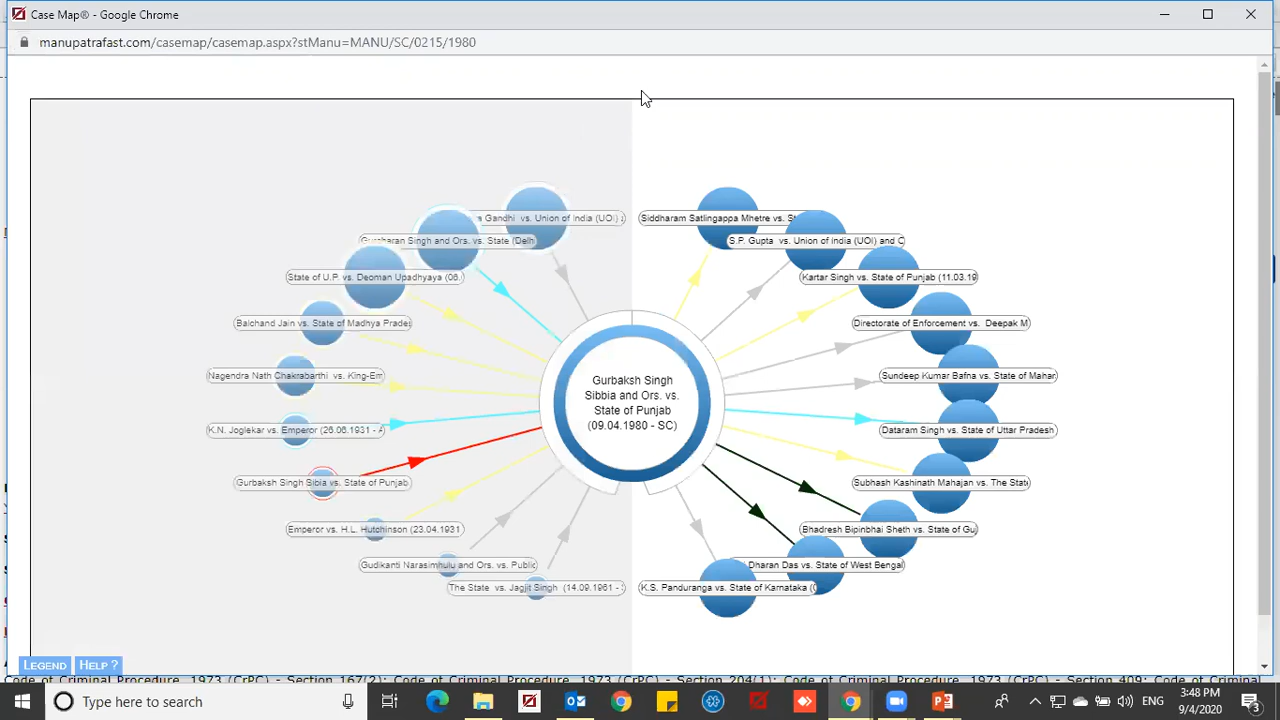 Case Map® - Google Chrome
manupatrafast.com/casemap/casemap.aspx?stManu=MANU/SC/0215/1980
a Gandhi vs. Union of India (UOI)
Gurcharan Singh and Ors. vs. State (Delh
State of U.P. vs. Deoman Upadhyaya (06.
Balchand Jain vs. State of Madhya Prades
Nagendra Nath Chakrabarthi vs. King-Em
K.N. Joglekar vs. Emperor (26.06.1931 - A
Gurbaksh Singh Sibia vs. State of Punjab
Emperor vs. H.L. Hutchinson (23.04.1931
Gudikanti Narasimhulu and Ors. vs. Public
The State vs. Jagjit Singh (14.09.1961 -
Gurbaksh Singh
Sibbia and Ors. vs.
State of Punjab
(09.04.1980 - SC)
Siddharam Satlingappa Mhetre vs. St
S.P. Gupta vs. Union of India (UOI) and O
Kartar Singh vs. State of Punjab (11.03.19
Directorate of Enforcement vs. Deepak M
Sundeep Kumar Bafna vs. State of Mahar
Dataram Singh vs. State of Uttar Pradesh
Subhash Kashinath Mahajan vs. The State
Bhadresh Bipinbhai Sheth vs. State of Gu
Dharan Das vs. State of West Bengal
K.S. Panduranga vs. State of Karnataka (
LEGEND
HELP ?
Code of Criminal Procedure, 1973 (CrPC) - Section 167(2); Code of Criminal Procedure, 1973 (CrPC) - Section 204(1); Code of Criminal Procedure, 1973 (CrPC) - Section 409; Code of Criminal
Type here to search
ENG
3:48 PM
9/4/2020
3